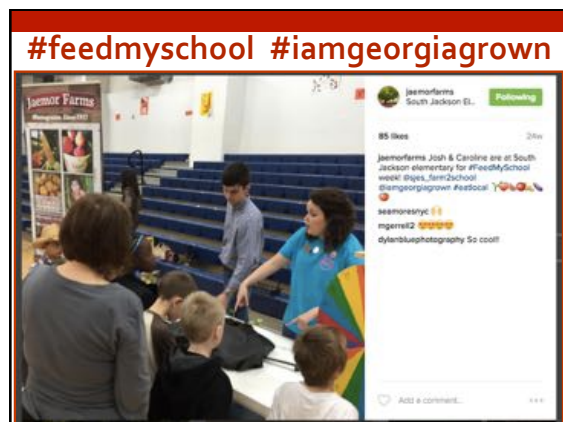 #feedmyschool #iamgeorgiagrown
Jaemor Farms
jaemorfarms
South Jackson El...
Following
85 likes
24w
jaemorfarms Josh & Caroline are at South
Jackson elementary for #FeedMySchool
week! @sjes_farm2school
@iamgeorgiagrown #eatlocal
seamoresnyc
mgerrell2
dylanbluephotography So cool!!
Add a comment...